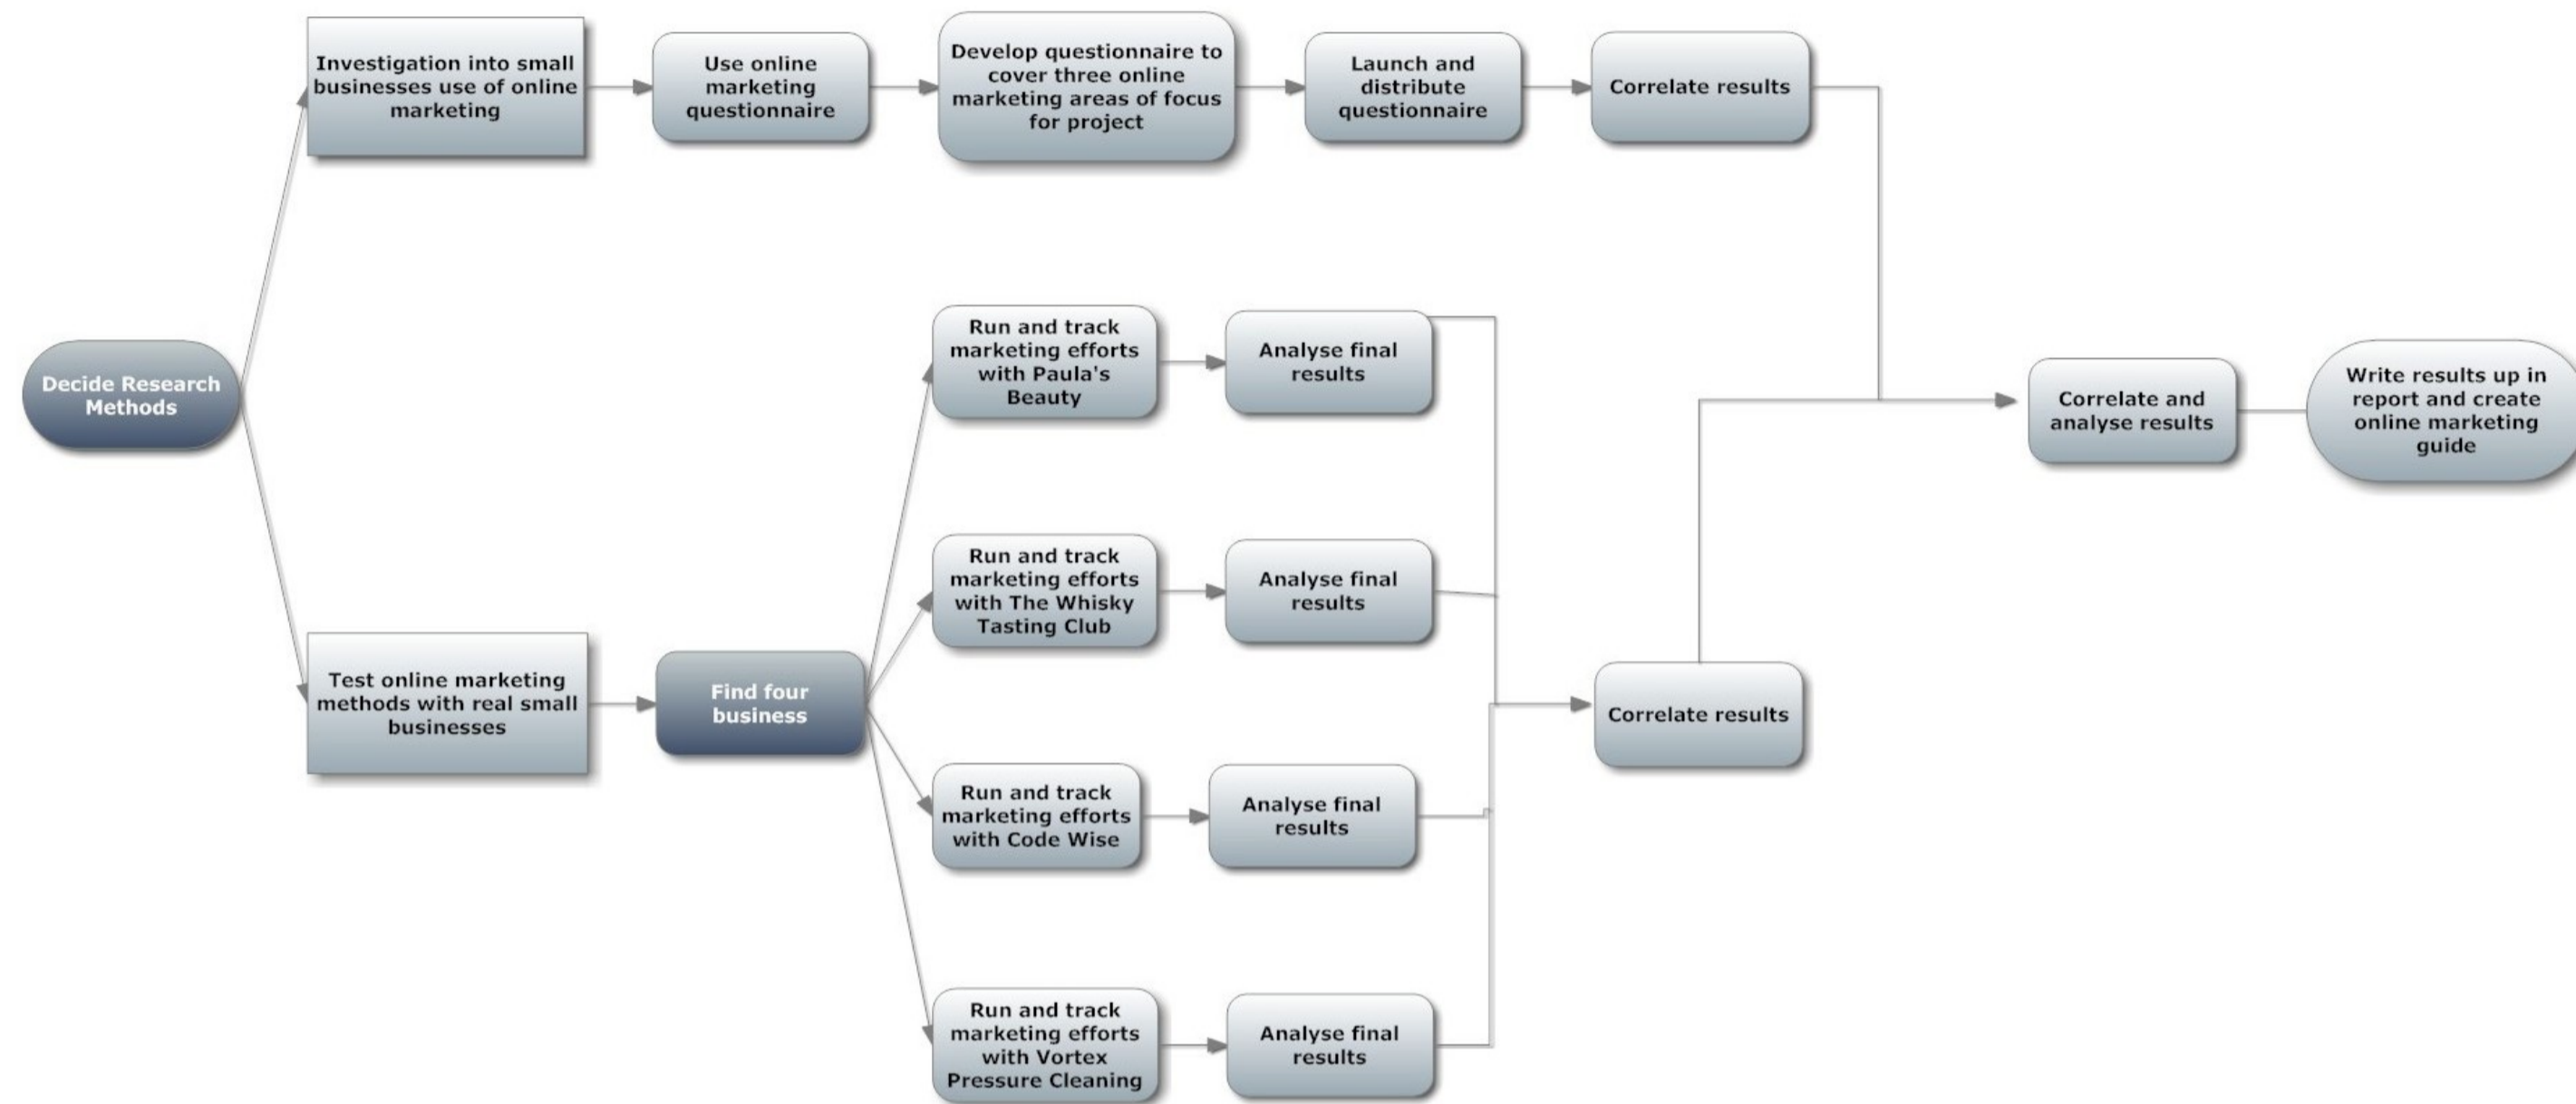 Investigation into small
businesses use of online
marketing
Use online
marketing
questionnaire
Develop questionnaire to
cover three online
marketing areas of focus
for project
Launch and
distribute
questionnaire
Correlate results
Decide Research
Methods
Test online marketing
methods with real small
businesses
Find four
business
Run and track
marketing efforts
with Paula's
Beauty
Analyse final
results
Run and track
marketing efforts
with The Whisky
Tasting Club
Analyse final
results
Run and track
marketing efforts
with Code Wise
Analyse final
results
Run and track
marketing efforts
with Vortex
Pressure Cleaning
Analyse final
results
Correlate results
Correlate and
analyse results
Write results up in
report and create
online marketing
guide